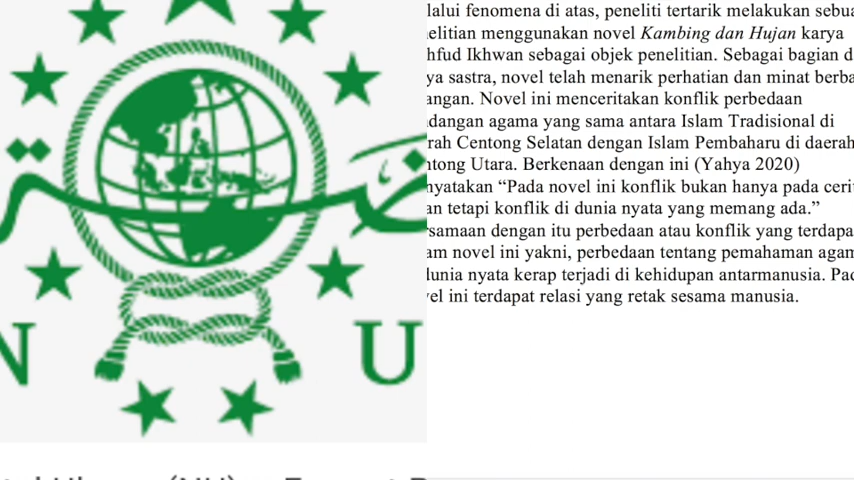 N U
lalui fenomena di atas, peneliti tertarik melakukan sebua
elitian menggunakan novel Kambing dan Hujan karya
hfud Ikhwan sebagai objek penelitian. Sebagai bagian d
ya sastra, novel telah menarik perhatian dan minat berba
angan. Novel ini menceritakan konflik perbedaan
ndangan agama yang sama antara Islam Tradisional di
rah Centong Selatan dengan Islam Pembaharu di daerah
ntong Utara. Berkenaan dengan ini (Yahya 2020)
nyatakan “Pada novel ini konflik bukan hanya pada ceri
an tetapi konflik di dunia nyata yang memang ada.”
rsamaan dengan itu perbedaan atau konflik yang terdapa
am novel ini yakni, perbedaan tentang pemahaman agam
dunia nyata kerap terjadi di kehidupan antarmanusia. Pad
vel ini terdapat relasi yang retak sesama manusia.